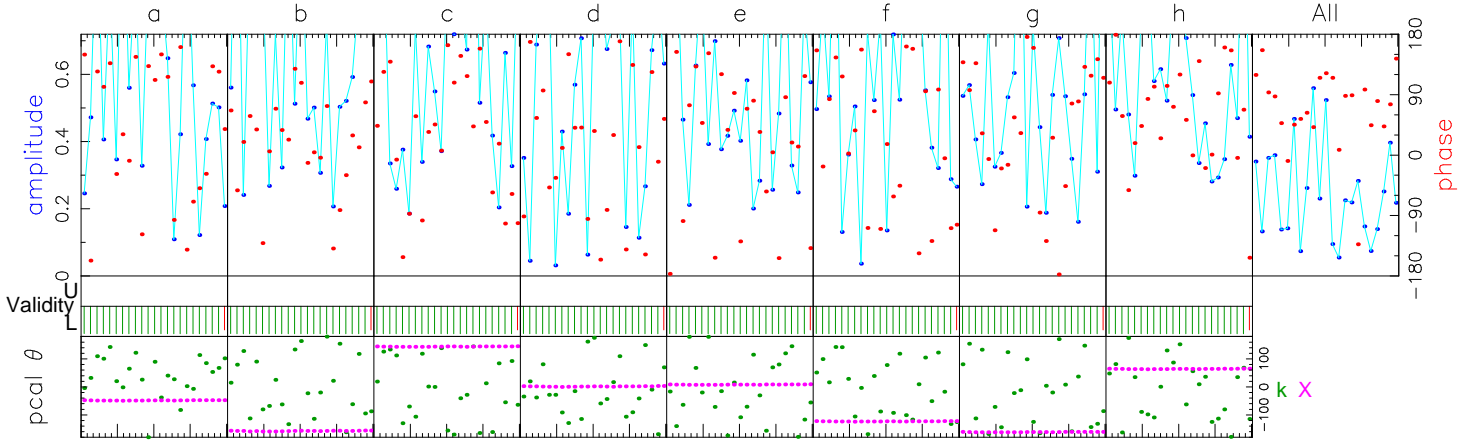 a b c d e f g h All
amplitude
0 0.2 0.4 0.6
180 90 0 −90 −180
phase
U
Validity
L
pcal θ
100 0 −100
k X